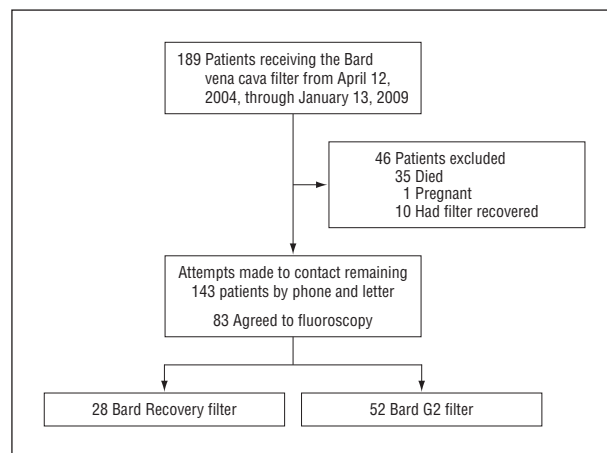 189 Patients receiving the Bard
vena cava filter from April 12,
2004, through January 13, 2009
46 Patients excluded
35 Died
1 Pregnant
10 Had filter recovered
Attempts made to contact remaining
143 patients by phone and letter
83 Agreed to fluoroscopy
28 Bard Recovery filter
52 Bard G2 filter